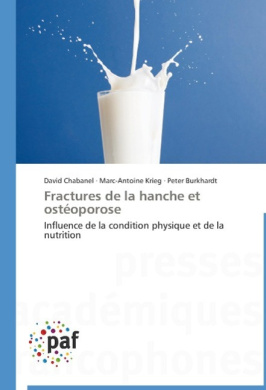 David Chabanel · Marc-Antoine Krieg · Peter Burkhardt
Fractures de la hanche et
ostéoporose
Influence de la condition physique et de la
nutrition
presses
académiques
francophones
paf